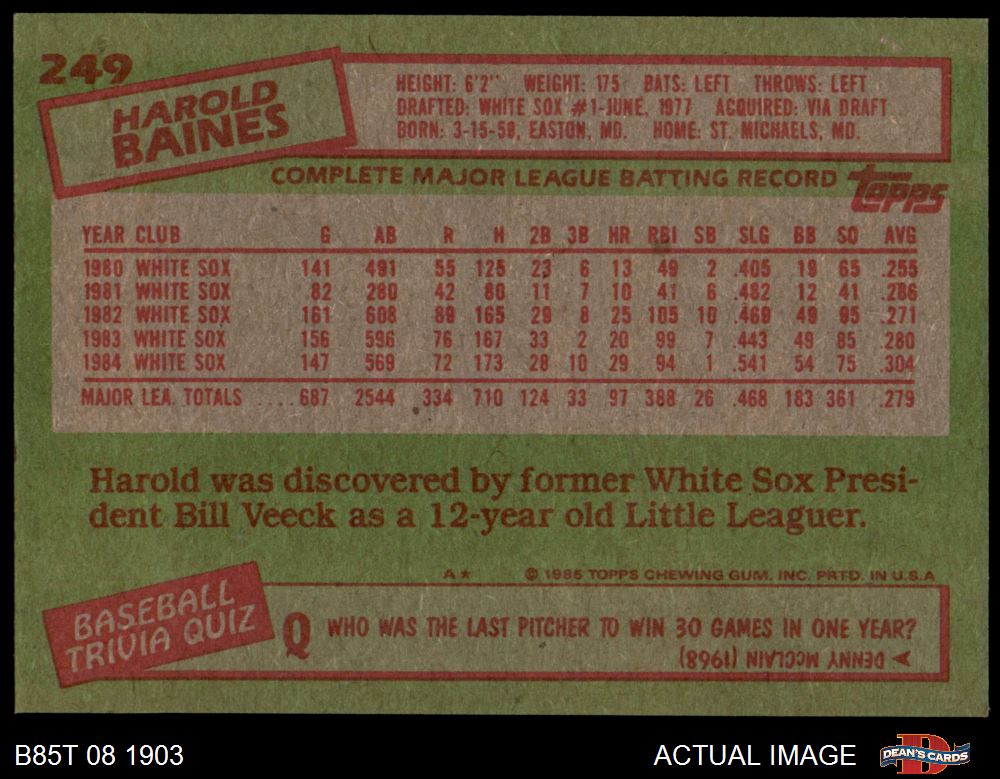 249
HAROLD
BAINES
HEIGHT: 6'2" WEIGHT: 175 BATS: LEFT THROWS: LEFT
DRAFTED: WHITE SOX #1-JUNE, 1977 ACQUIRED: VIA DRAFT
BORN: 3-15-59, EASTON, MD. HOME: ST. MICHAELS, MD.
COMPLETE MAJOR LEAGUE BATTING RECORD
topps
YEAR CLUB G AB R H 2B 3B HR RBI SB SLG BB SO AVG
1980 WHITE SOX 141 491 55 125 23 6 13 49 2 .405 19 65 .255
1981 WHITE SOX 82 280 42 80 11 7 10 41 6 .482 12 41 .286
1982 WHITE SOX 161 608 89 165 29 8 25 105 10 .469 49 95 .271
1983 WHITE SOX 156 596 76 167 33 2 20 99 7 .443 49 85 .280
1984 WHITE SOX 147 569 72 173 28 10 29 94 1 .541 54 75 .304
MAJOR LEA. TOTALS .... 687 2544 334 710 124 33 97 388 26 .468 183 361 .279
Harold was discovered by former White Sox Presi-
dent Bill Veeck as a 12-year old Little Leaguer.
A* © 1985 TOPPS CHEWING GUM, INC. PRTD. IN U.S.A
BASEBALL
TRIVIA QUIZ
Q WHO WAS THE LAST PITCHER TO WIN 30 GAMES IN ONE YEAR?
➤ DENNY MCCLAIN (1968)
B85T 08 1903
ACTUAL IMAGE
DEAN'S CARDS